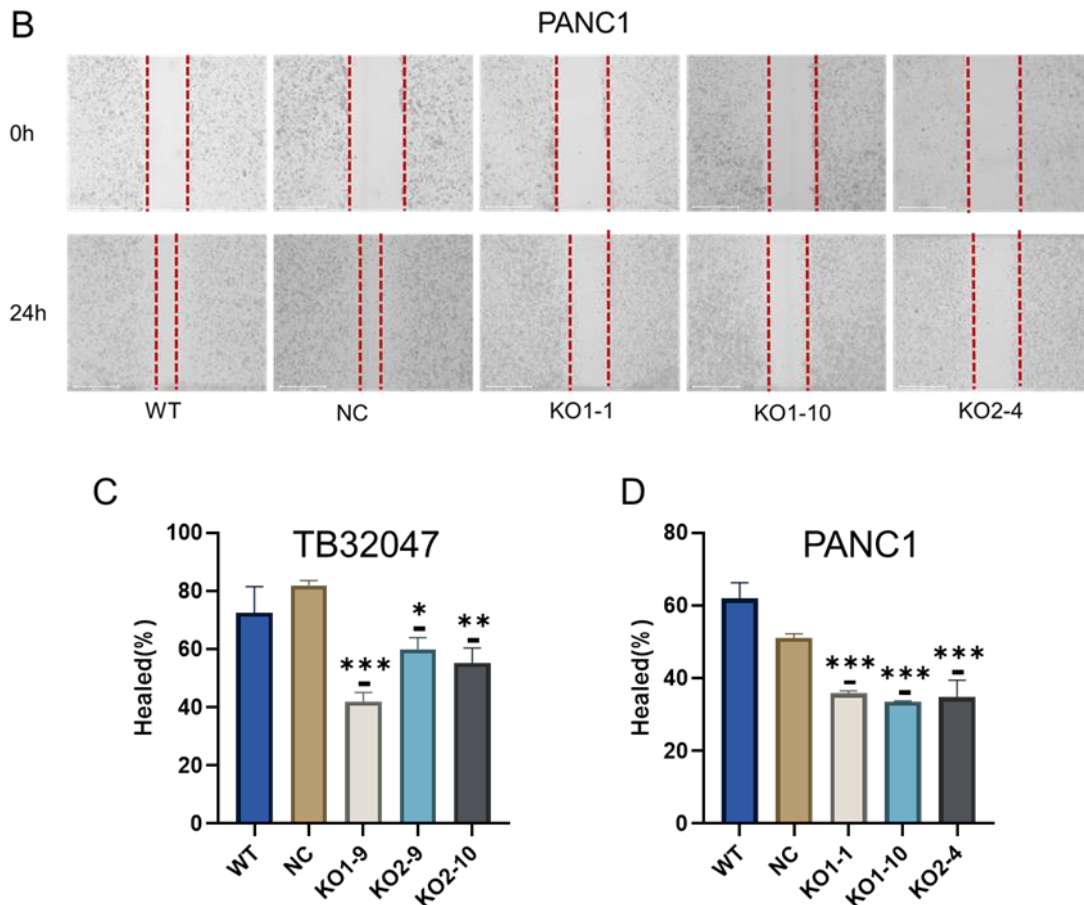 B
PANC1
0h
24h
WT NC KO1-1 KO1-10 KO2-4
C
TB32047
Healed(%)
100
80
60
40
20
0
***
*
**
WT NC KO1-9 KO2-9 KO2-10
D
PANC1
Healed(%)
80
60
40
20
0
***
***
***
WT NC KO1-1 KO1-10 KO2-4